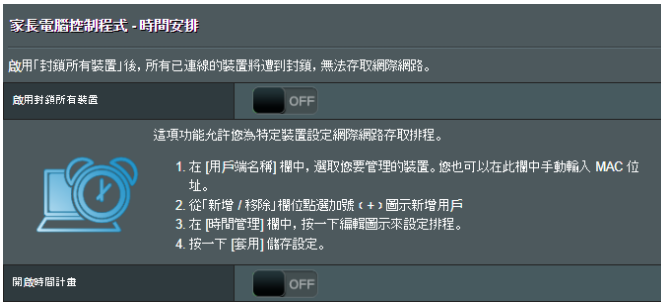 家長電腦控制程式 - 時間安排
啟用「封鎖所有裝置」後，所有已連線的裝置將遭到封鎖，無法存取網際網路。
啟用封鎖所有裝置
OFF
這項功能允許您為特定裝置設定網際網路存取排程。
1. 在 [用戶端名稱] 欄中，選取您要管理的裝置。您也可以在此欄中手動輸入 MAC 位
址。
2. 從「新增 / 移除」欄位點選加號（+）圖示新增用戶
3. 在 [時間管理] 欄中，按一下編輯圖示來設定排程。
4. 按一下 [套用] 儲存設定。
開啟時間計畫
OFF